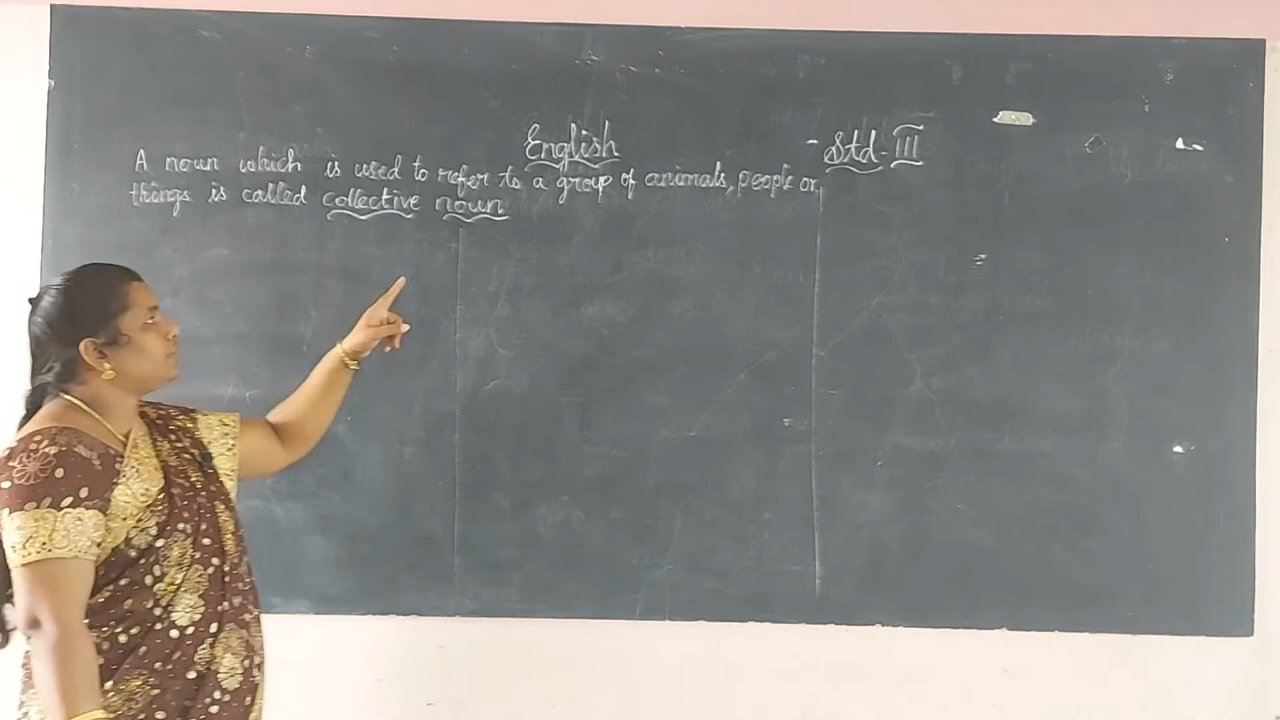 English
- Std-III
A noun which is used to refer to a group of animals, people or
things is called collective noun